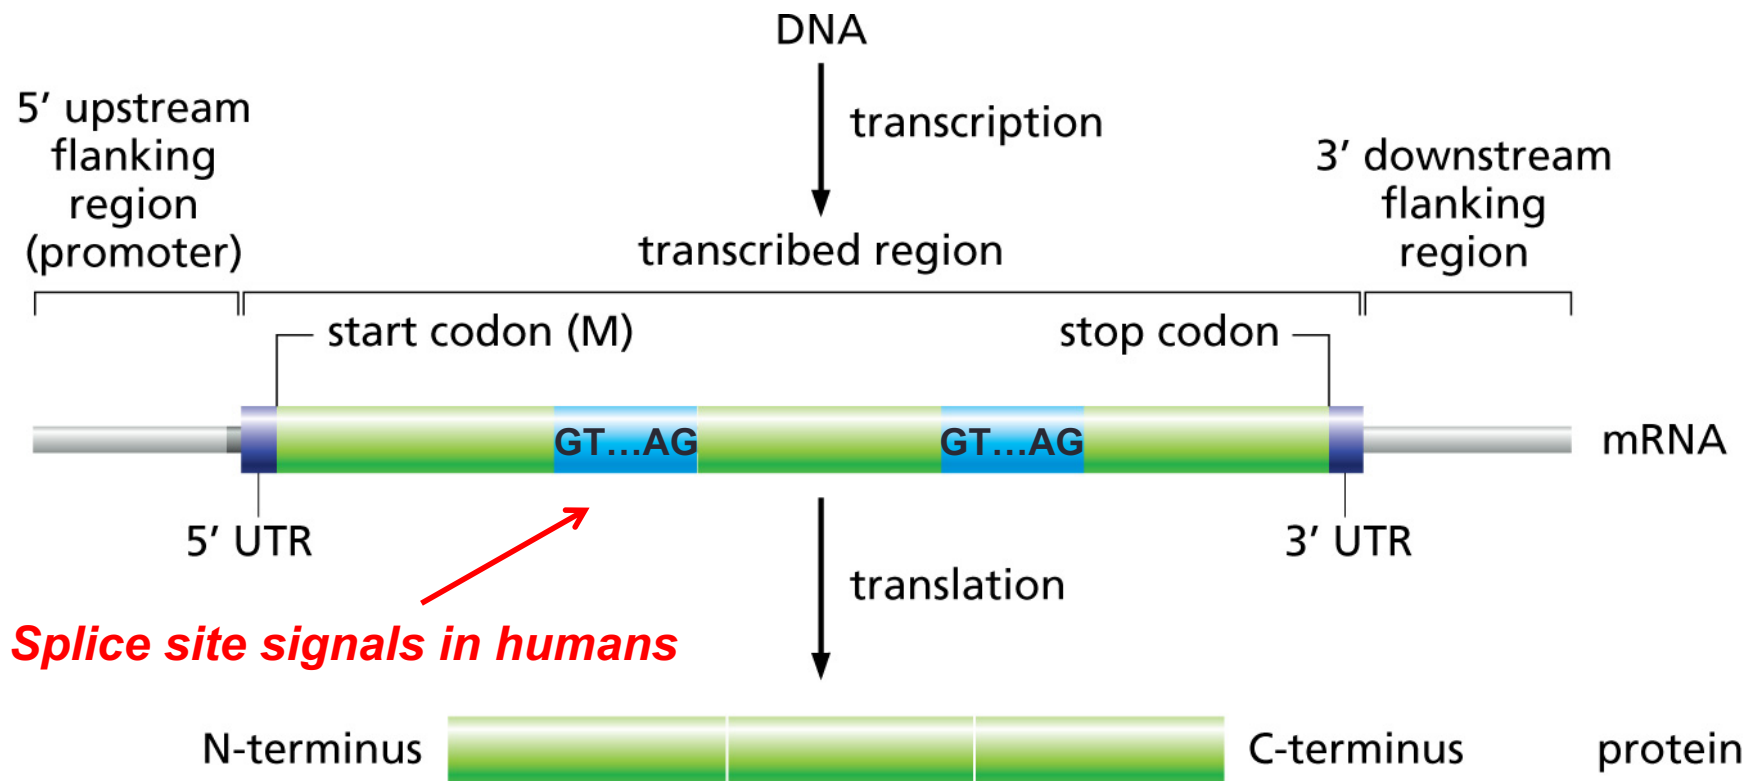 DNA
transcription
5’ upstream
flanking
region
(promoter)
3’ downstream
flanking
region
transcribed region
start codon (M)
stop codon
GT...AG
GT...AG
mRNA
5’ UTR
3’ UTR
translation
Splice site signals in humans
N-terminus
C-terminus
protein